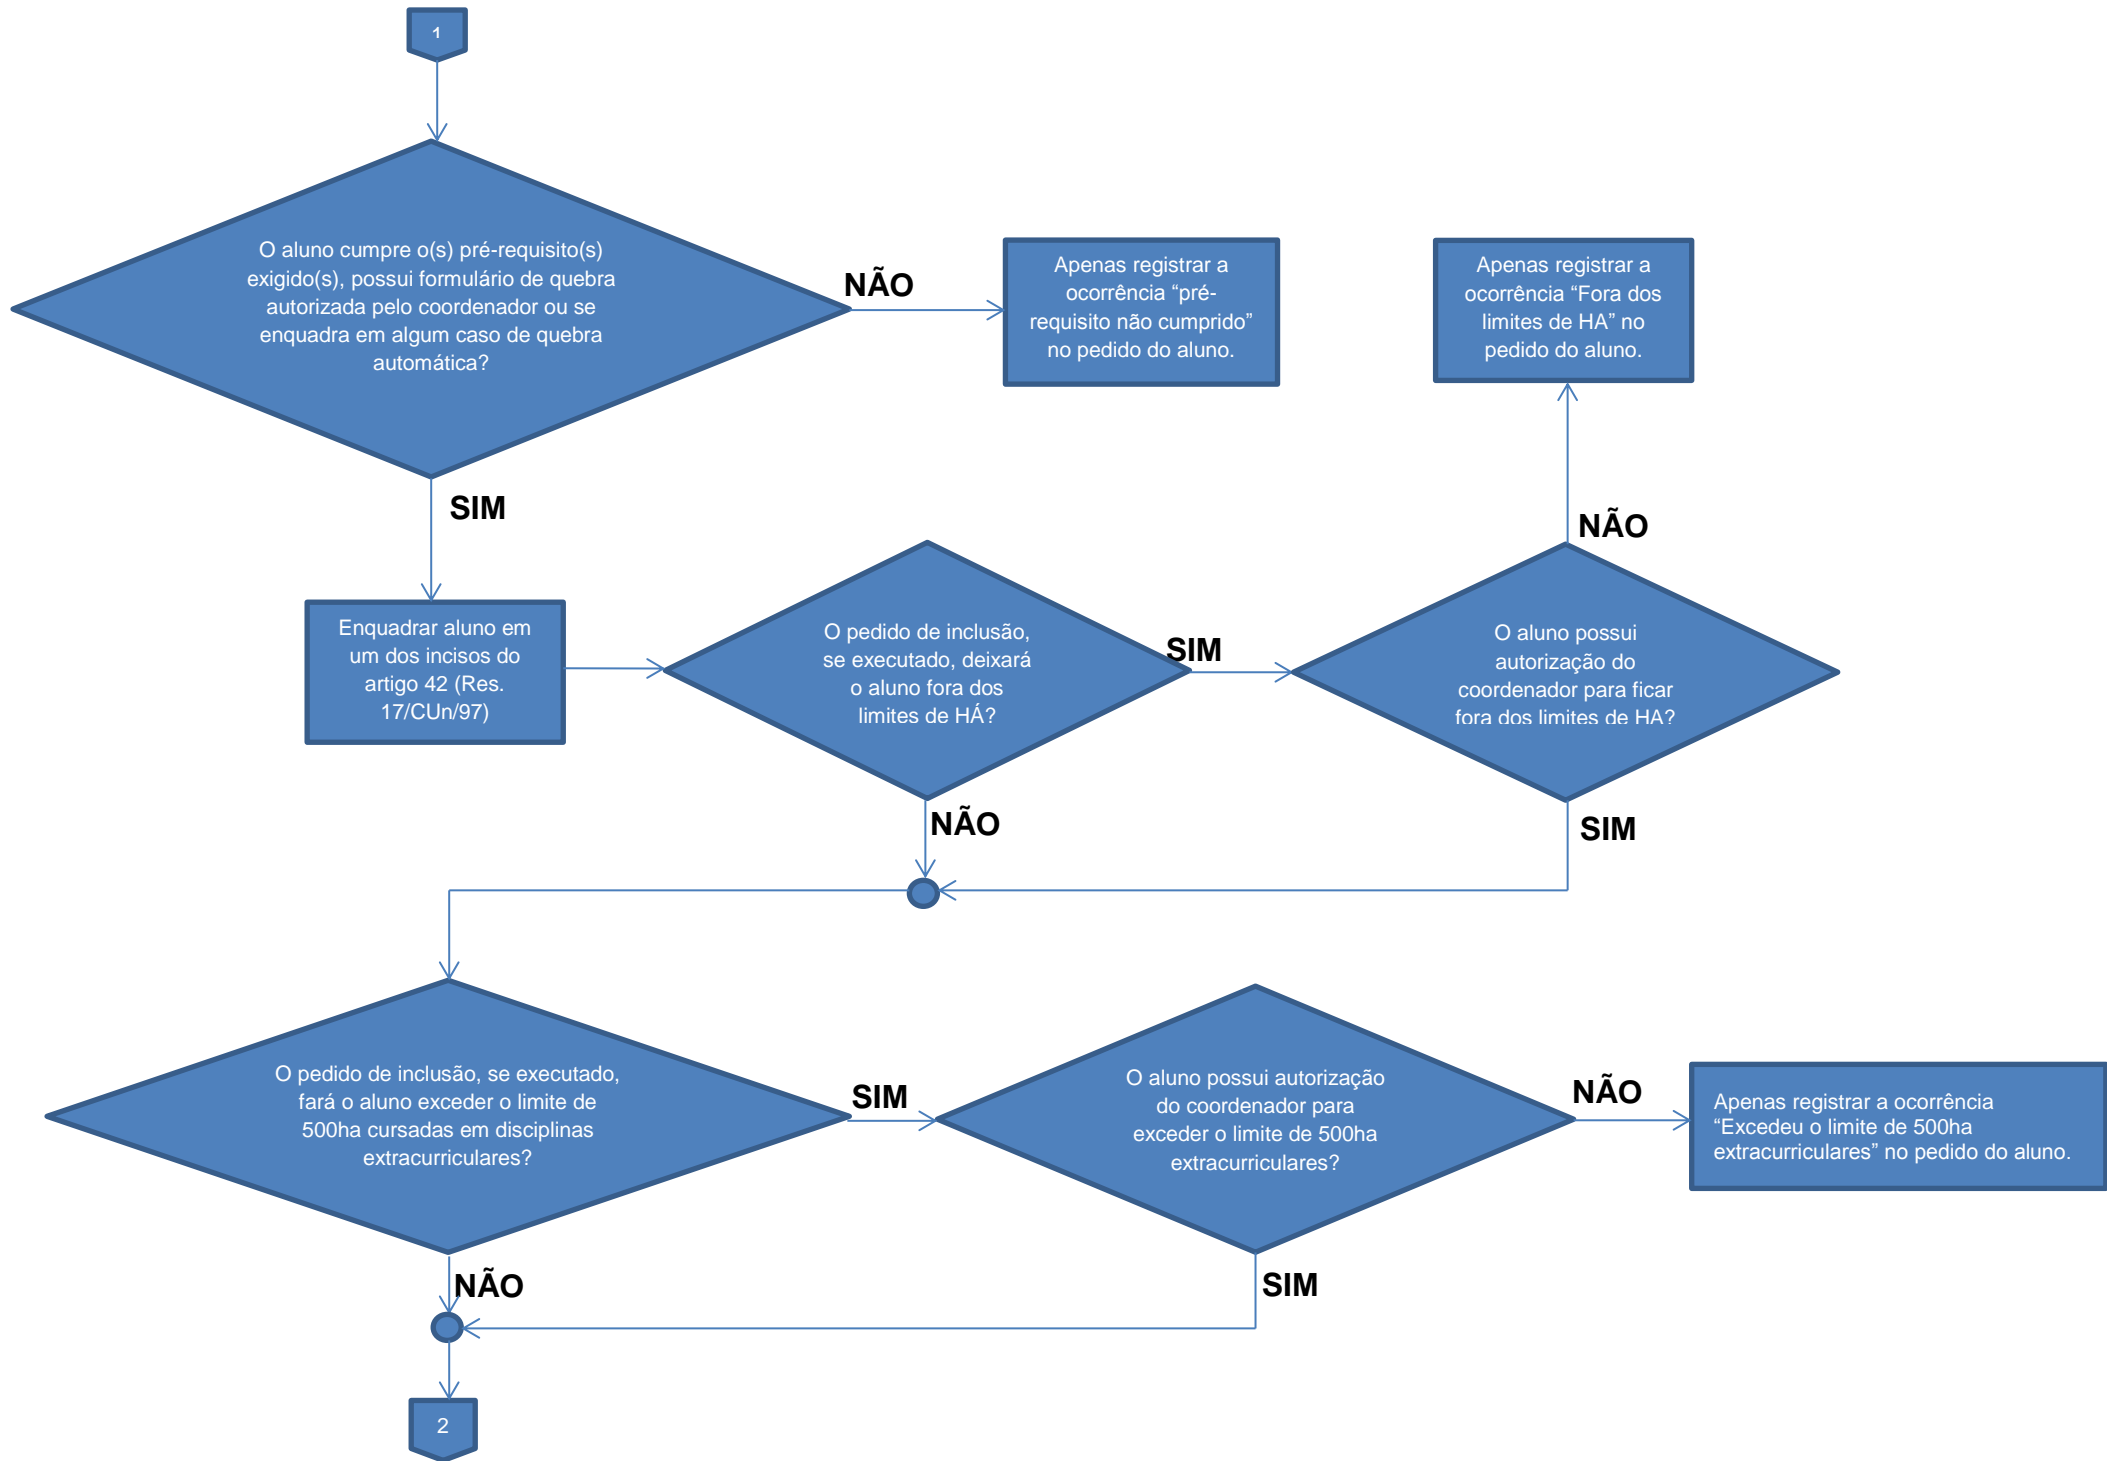 1
O aluno cumpre o(s) pré-requisito(s)
exigido(s), possui formulário de quebra
autorizada pelo coordenador ou se
enquadra em algum caso de quebra
automática?
NÃO
Apenas registrar a
ocorrência “pré-
requisito não cumprido”
no pedido do aluno.
Apenas registrar a
ocorrência “Fora dos
limites de HA” no
pedido do aluno.
SIM
NÃO
Enquadrar aluno em
um dos incisos do
artigo 42 (Res.
17/CUn/97)
O pedido de inclusão,
se executado, deixará
o aluno fora dos
limites de HÁ?
SIM
O aluno possui
autorização do
coordenador para ficar
fora dos limites de HA?
NÃO
SIM
O pedido de inclusão, se executado,
fará o aluno exceder o limite de
500ha cursadas em disciplinas
extracurriculares?
SIM
O aluno possui autorização
do coordenador para
exceder o limite de 500ha
extracurriculares?
NÃO
Apenas registrar a ocorrência
“Excedeu o limite de 500ha
extracurriculares” no pedido do aluno.
NÃO
SIM
2